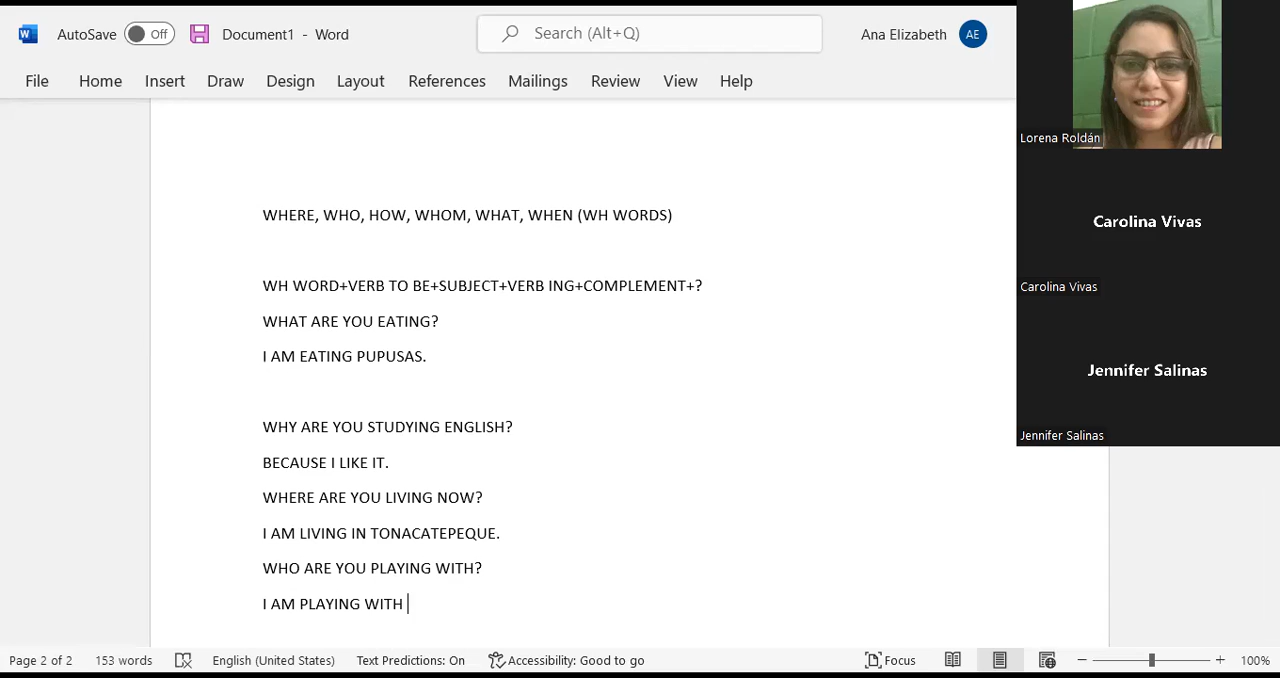 AutoSave Off Document1 - Word Search (Alt+Q) Ana Elizabeth AE
File Home Insert Draw Design Layout References Mailings Review View Help
WHERE, WHO, HOW, WHOM, WHAT, WHEN (WH WORDS)
WH WORD+VERB TO BE+SUBJECT+VERB ING+COMPLEMENT+?
WHAT ARE YOU EATING?
I AM EATING PUPUSAS.
WHY ARE YOU STUDYING ENGLISH?
BECAUSE I LIKE IT.
WHERE ARE YOU LIVING NOW?
I AM LIVING IN TONACATEPEQUE.
WHO ARE YOU PLAYING WITH?
I AM PLAYING WITH
Lorena Roldán
Carolina Vivas
Carolina Vivas
Jennifer Salinas
Jennifer Salinas
Page 2 of 2 153 words English (United States) Text Predictions: On Accessibility: Good to go Focus 100%